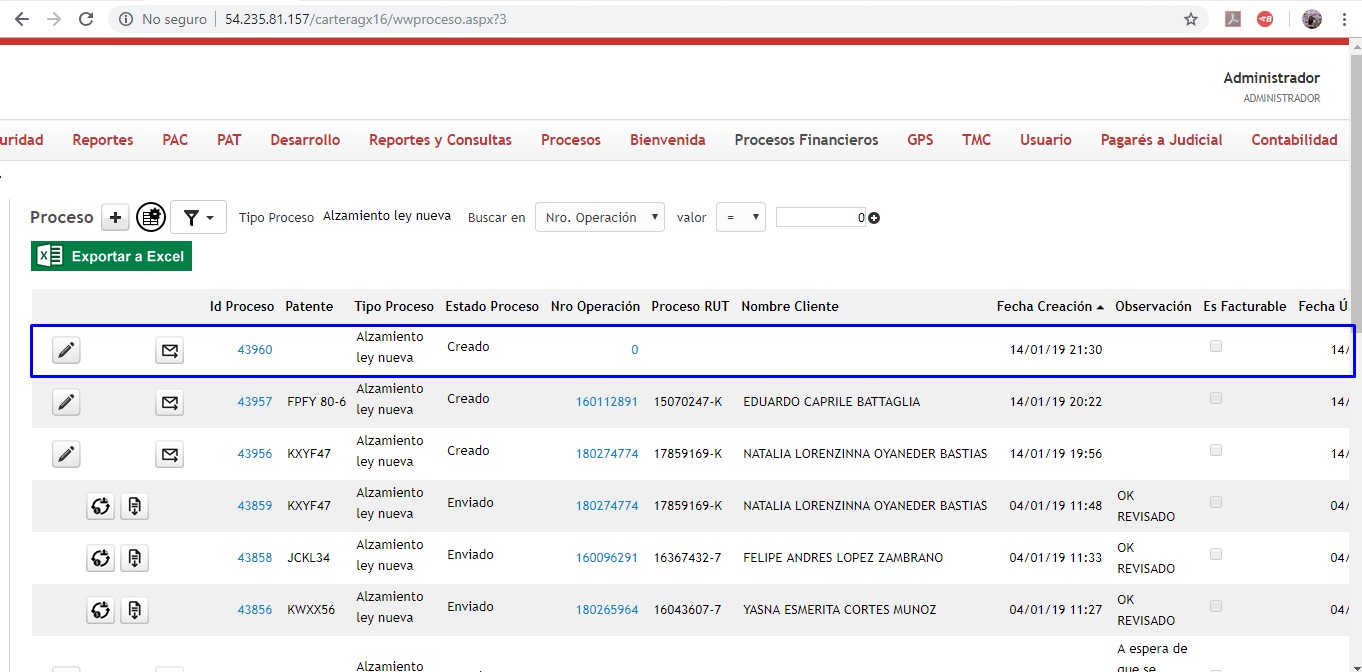 No seguro 54.235.81.157/carteragx16/wwproceso.aspx?3
Administrador
ADMINISTRADOR
uridad Reportes PAC PAT Desarrollo Reportes y Consultas Procesos Bienvenida Procesos Financieros GPS TMC Usuario Pagarés a Judicial Contabilidad
Proceso Tipo Proceso Alzamiento ley nueva Buscar en Nro. Operación valor = 0
Exportar a Excel
Id Proceso Patente Tipo Proceso Estado Proceso Nro Operación Proceso RUT Nombre Cliente Fecha Creación Observación Es Facturable Fecha Ú
43960 Alzamiento ley nueva Creado 0 14/01/19 21:30 14/
43957 FPFY 80-6 Alzamiento ley nueva Creado 160112891 15070247-K EDUARDO CAPRILE BATTAGLIA 14/01/19 20:22 14/
43956 KXYF47 Alzamiento ley nueva Creado 180274774 17859169-K NATALIA LORENZINNA OYANEDER BASTIAS 14/01/19 19:56 14/
43859 KXYF47 Alzamiento ley nueva Enviado 180274774 17859169-K NATALIA LORENZINNA OYANEDER BASTIAS 04/01/19 11:48 OK REVISADO 04/
43858 JCKL34 Alzamiento ley nueva Enviado 160096291 16367432-7 FELIPE ANDRES LOPEZ ZAMBRANO 04/01/19 11:33 OK REVISADO 04/
43856 KWXX56 Alzamiento ley nueva Enviado 180265964 16043607-7 YASNA ESMERITA CORTES MUNOZ 04/01/19 11:27 OK REVISADO 04/
Alzamiento A espera de
que se